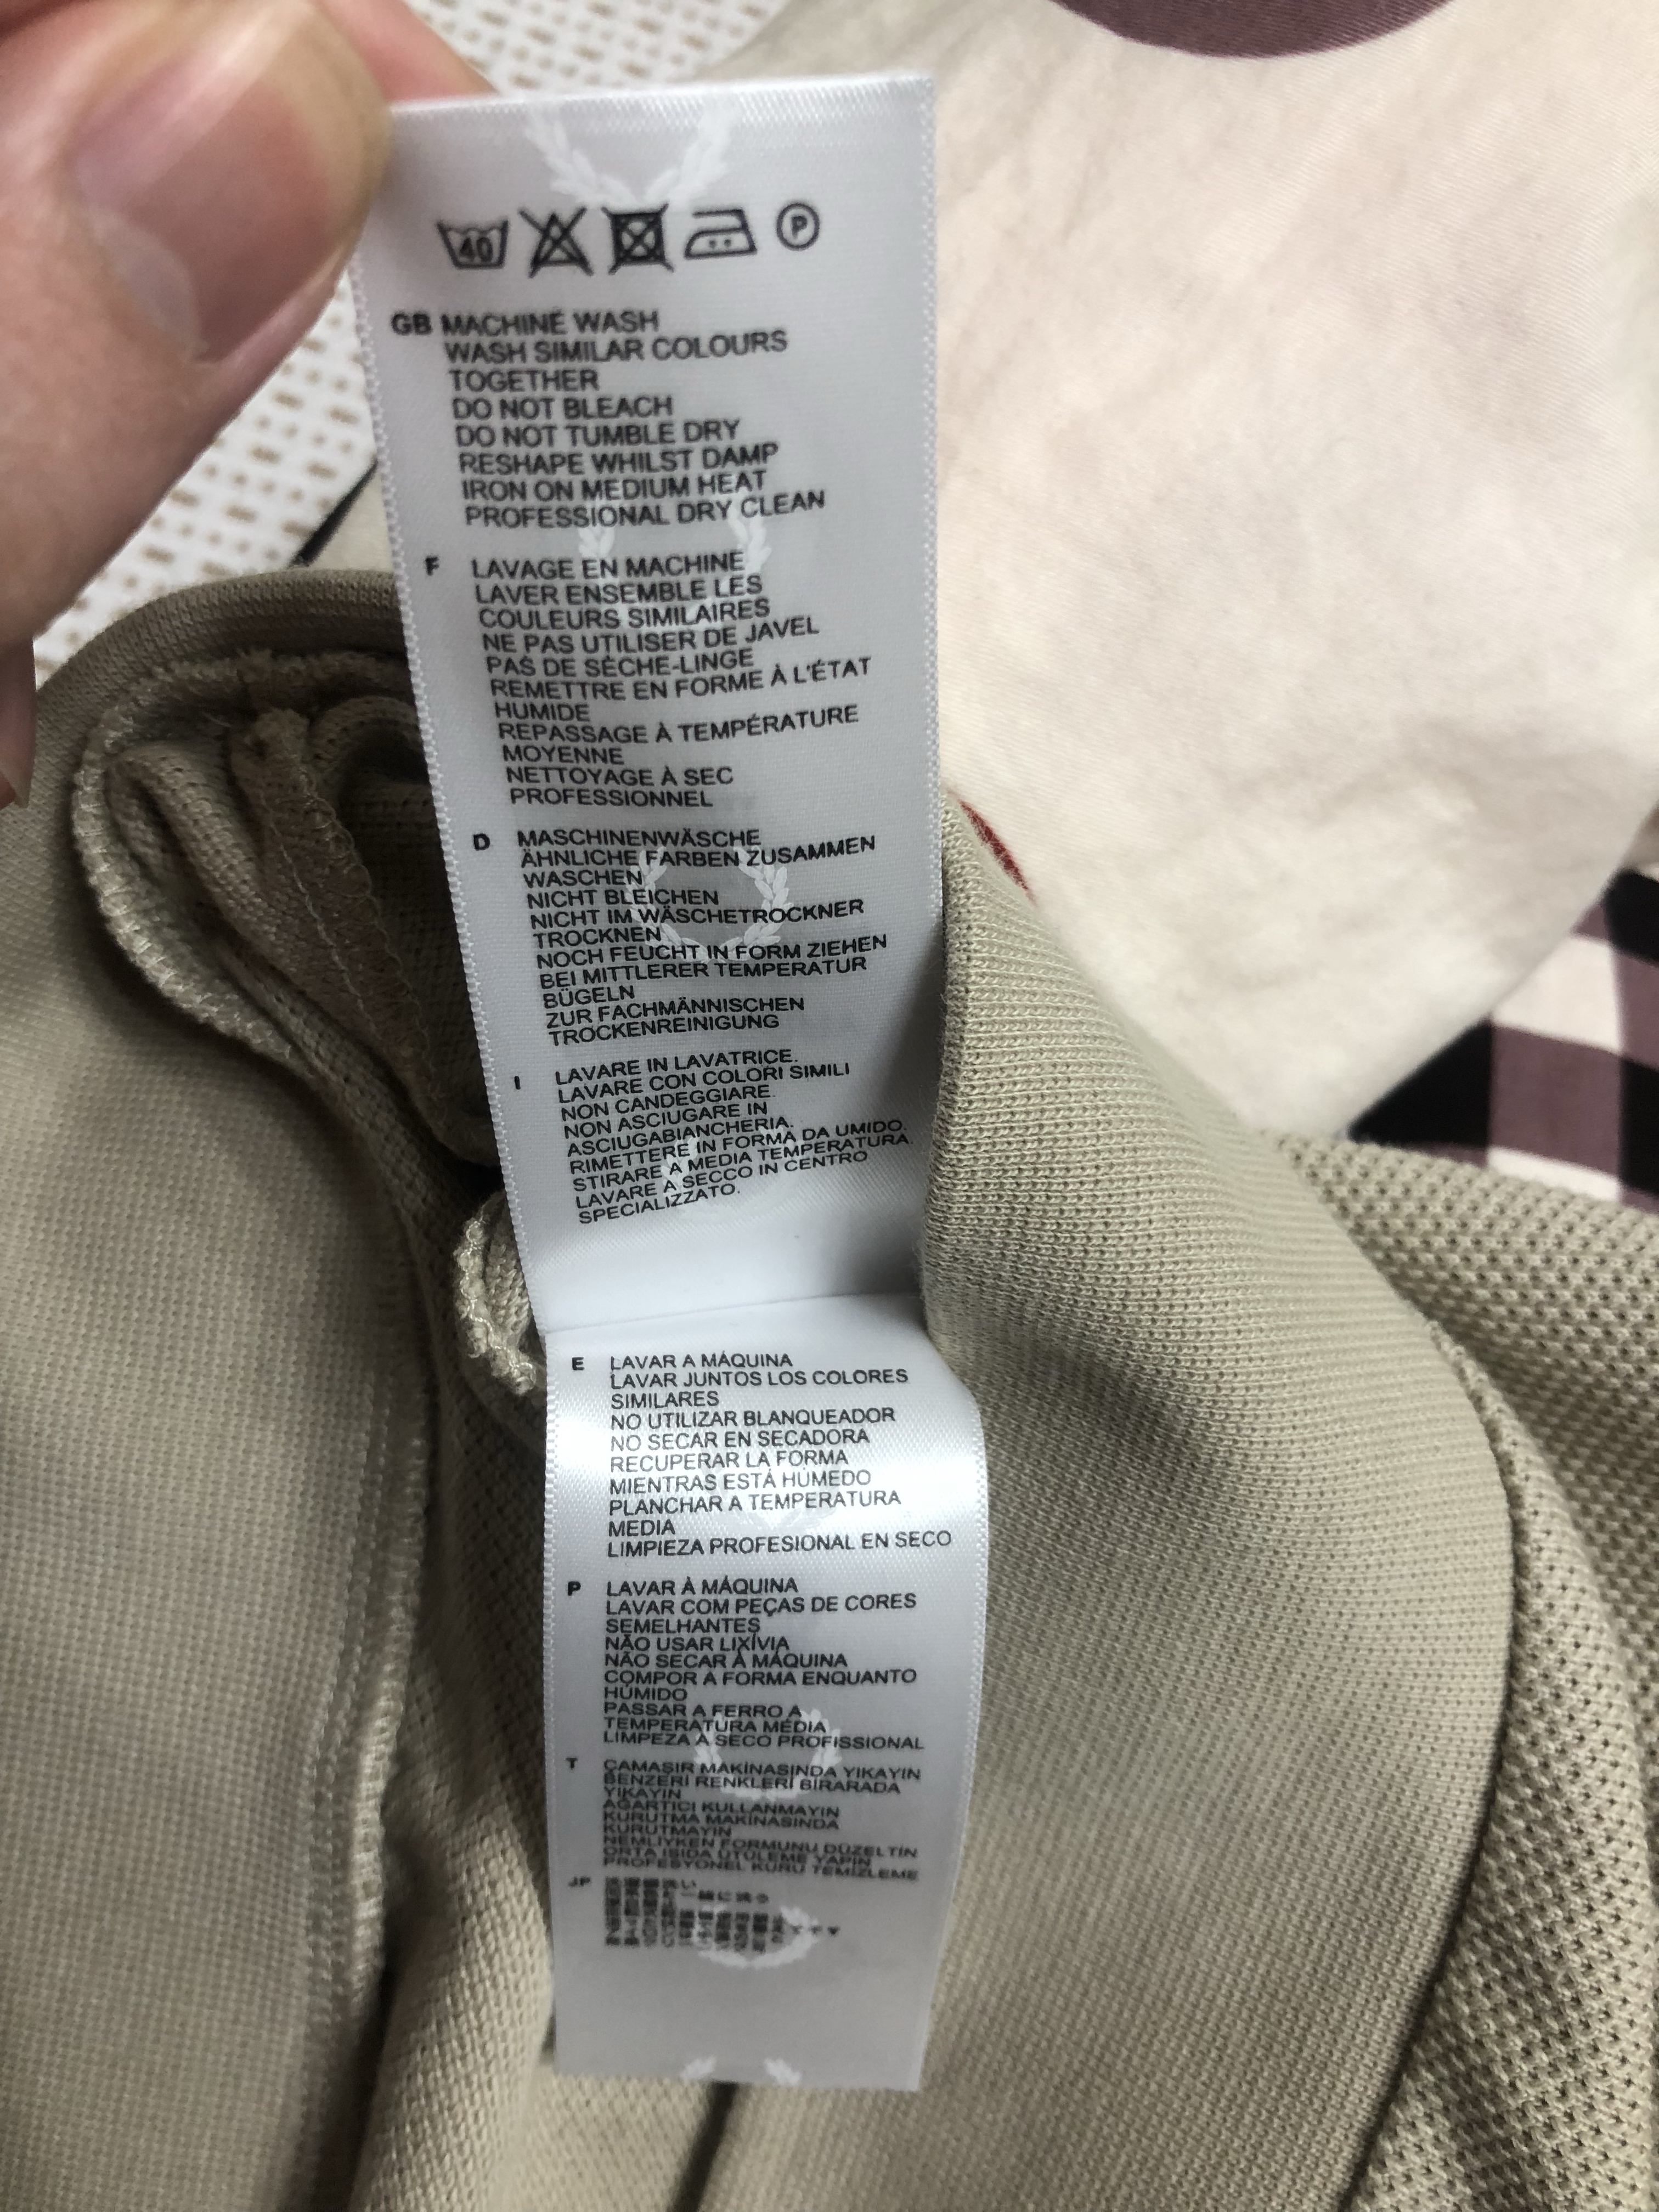 40
P
GB MACHINE WASH
WASH SIMILAR COLOURS
TOGETHER
DO NOT BLEACH
DO NOT TUMBLE DRY
RESHAPE WHILST DAMP
IRON ON MEDIUM HEAT
PROFESSIONAL DRY CLEAN
F LAVAGE EN MACHINE
LAVER ENSEMBLE LES
COULEURS SIMILAIRES
NE PAS UTILISER DE JAVEL
PAS DE SÈCHE-LINGE
REMETTRE EN FORME À L'ÉTAT
HUMIDE
REPASSAGE À TEMPÉRATURE
MOYENNE
NETTOYAGE À SEC
PROFESSIONNEL
D MASCHINENWÄSCHE
ÄHNLICHE FARBEN ZUSAMMEN
WASCHEN
NICHT BLEICHEN
NICHT IM WÄSCHETROCKNER
TROCKNEN
NOCH FEUCHT IN FORM ZIEHEN
BEI MITTLERER TEMPERATUR
BÜGELN
ZUR FACHMÄNNISCHEN
TROCKENREINIGUNG
I LAVARE IN LAVATRICE.
LAVARE CON COLORI SIMILI
NON CANDEGGIARE.
NON ASCIUGARE IN
ASCIUGABIANCHERIA.
RIMETTERE IN FORMA DA UMIDO.
STIRARE A MEDIA TEMPERATURA.
LAVARE A SECCO IN CENTRO
SPECIALIZZATO.
E LAVAR A MÁQUINA
LAVAR JUNTOS LOS COLORES
SIMILARES
NO UTILIZAR BLANQUEADOR
NO SECAR EN SECADORA
RECUPERAR LA FORMA
MIENTRAS ESTÁ HÚMEDO
PLANCHAR A TEMPERATURA
MEDIA
LIMPIEZA PROFESIONAL EN SECO
P LAVAR À MÁQUINA
LAVAR COM PEÇAS DE CORES
SEMELHANTES
NÃO USAR LIXÍVIA
NÃO SECAR À MÁQUINA
COMPOR A FORMA ENQUANTO
HÚMIDO
PASSAR A FERRO A
TEMPERATURA MÉDIA
LIMPEZA A SECO PROFISSIONAL
T ÇAMAŞIR MAKİNASINDA YIKAYIN
BENZERİ RENKLERİ BİRARADA
YIKAYIN
AĞARTICI KULLANMAYIN
KURUTMA MAKİNASINDA
KURUTMAYIN
NEMLİYKEN FORMUNU DÜZELTİN
ORTA ISIDA ÜTÜLEME YAPIN
PROFESYONEL KURU TEMİZLEME
JP